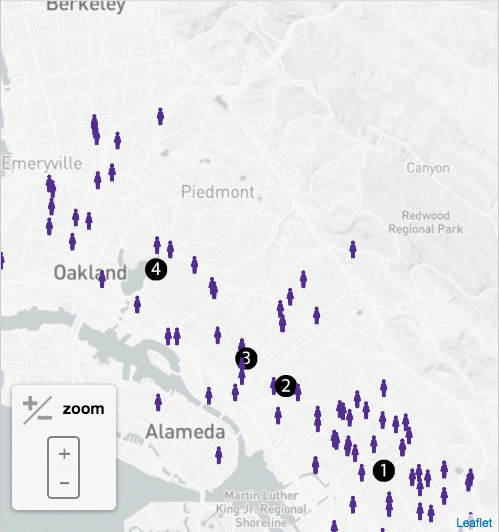 Berkeley
Emeryville
Canyon
Piedmont
Redwood
Regional Park
Oakland
4
3
2
+/− zoom
+
−
Alameda
1
Martin Luther
King Jr. Regional
Shoreline
Leaflet